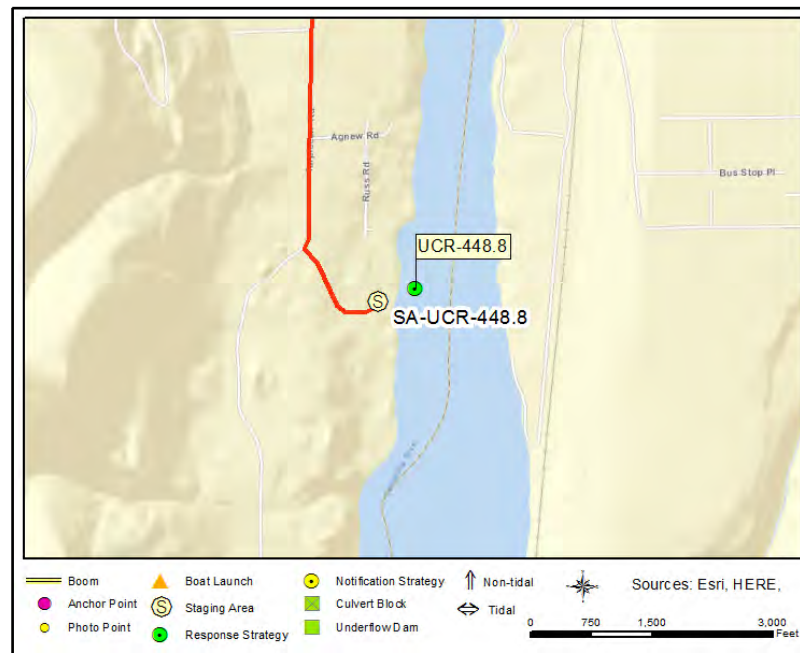 Agnew Rd
Russ Rd
Bus Stop Pl
UCR-448.8
S
SA-UCR-448.8
Boom
Boat Launch
Notification Strategy
Non-tidal
Sources: Esri, HERE,
Anchor Point
S
Staging Area
Culvert Block
Tidal
Photo Point
Response Strategy
Underflow Dam
0 750 1,500 3,000
Feet